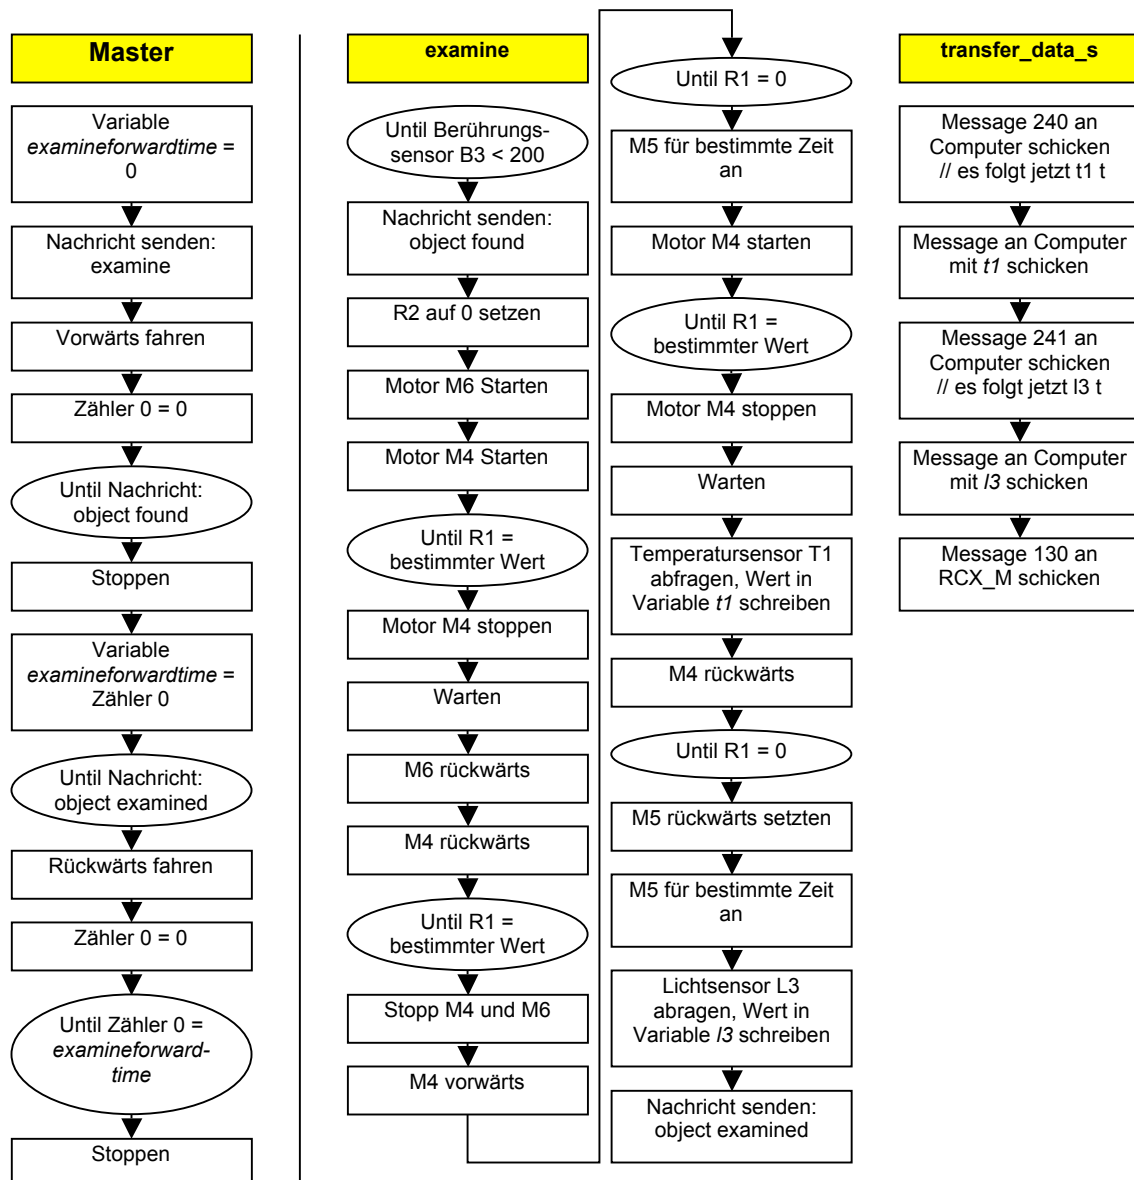 Master
Variable
examineforwardtime =
0
Nachricht senden:
examine
Vorwärts fahren
Zähler 0 = 0
Until Nachricht:
object found
Stoppen
Variable
examineforwardtime =
Zähler 0
Until Nachricht:
object examined
Rückwärts fahren
Zähler 0 = 0
Until Zähler 0 =
examineforward-
time
Stoppen
examine
Until Berührungs-
sensor B3 < 200
Nachricht senden:
object found
R2 auf 0 setzen
Motor M6 Starten
Motor M4 Starten
Until R1 =
bestimmter Wert
Motor M4 stoppen
Warten
M6 rückwärts
M4 rückwärts
Until R1 =
bestimmter Wert
Stopp M4 und M6
M4 vorwärts
Until R1 = 0
M5 für bestimmte Zeit
an
Motor M4 starten
Until R1 =
bestimmter Wert
Motor M4 stoppen
Warten
Temperatursensor T1
abfragen, Wert in
Variable t1 schreiben
M4 rückwärts
Until R1 = 0
M5 rückwärts setzten
M5 für bestimmte Zeit
an
Lichtsensor L3
abragen, Wert in
Variable l3 schreiben
Nachricht senden:
object examined
transfer_data_s
Message 240 an
Computer schicken
// es folgt jetzt t1 t
Message an Computer
mit t1 schicken
Message 241 an
Computer schicken
// es folgt jetzt l3 t
Message an Computer
mit l3 schicken
Message 130 an
RCX_M schicken